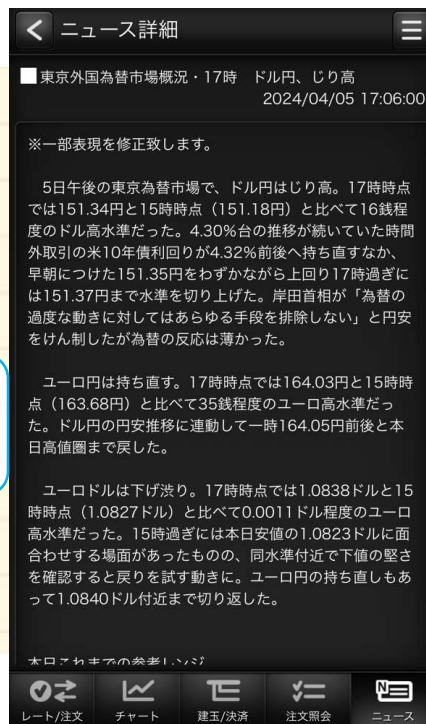 ニュース詳細
■東京外国為替市場概況・17時　ドル円、じり高
2024/04/05 17:06:00
※一部表現を修正致します。
5日午後の東京為替市場で、ドル円はじり高。17時時点
では151.34円と15時時点（151.18円）と比べて16銭程
度のドル高水準だった。4.30%台の推移が続いていた時間
外取引の米10年債利回りが4.32%前後へ持ち直すなか、
早朝につけた151.35円をわずかながら上回り17時過ぎに
は151.37円まで水準を切り上げた。岸田首相が「為替の
過度な動きに対してはあらゆる手段を排除しない」と円安
をけん制したが為替の反応は薄かった。
ユーロ円は持ち直す。17時時点では164.03円と15時時
点（163.68円）と比べて35銭程度のユーロ高水準だっ
た。ドル円の円安推移に連動して一時164.05円前後と本
日高値圏まで戻した。
ユーロドルは下げ渋り。17時時点では1.0838ドルと15
時時点（1.0827ドル）と比べて0.0011ドル程度のユーロ
高水準だった。15時過ぎには本日安値の1.0823ドルに面
合わせする場面があったものの、同水準付近で下値の堅さ
を確認すると戻りを試す動きに。ユーロ円の持ち直しもあ
って1.0840ドル付近まで切り返した。
本日これまでの参考レンジ
レート/注文 チャート 建玉/決済 注文照会 ニュース